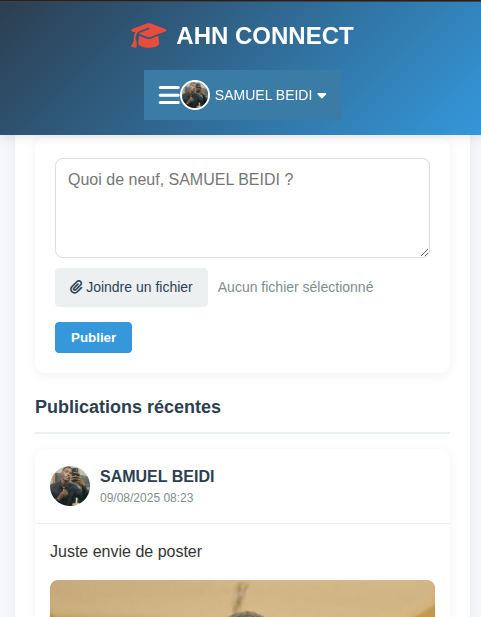 AHN CONNECT
SAMUEL BEIDI
Quoi de neuf, SAMUEL BEIDI ?
Joindre un fichier Aucun fichier sélectionné
Publier
Publications récentes
SAMUEL BEIDI
09/08/2025 08:23
Juste envie de poster